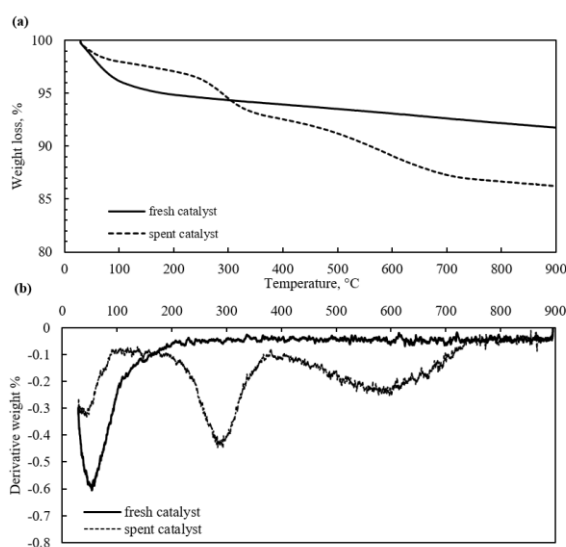 (a)
100
95
90
85
80
Weight loss, %
fresh catalyst
spent catalyst
0 100 200 300 400 500 600 700 800 900
Temperature, °C
(b)
0 100 200 300 400 500 600 700 800 900
0
-0.1
-0.2
-0.3
-0.4
-0.5
-0.6
-0.7
-0.8
Derivative weight %
fresh catalyst
spent catalyst